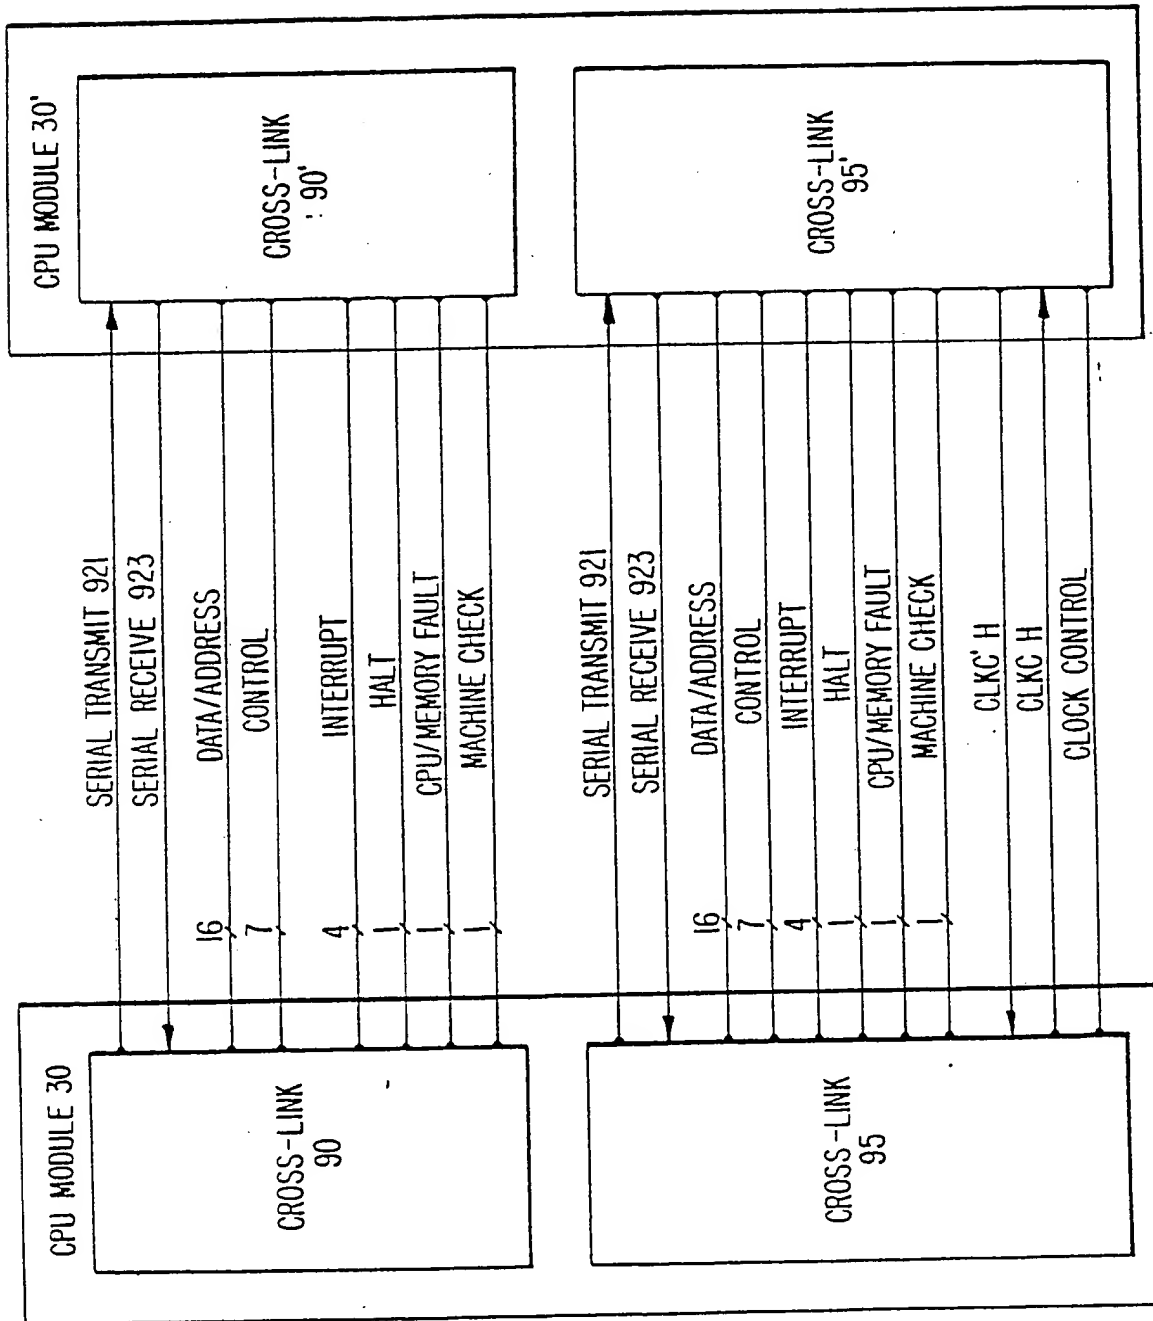 CPU MODULE 30
CROSS-LINK
90
CROSS-LINK
95
SERIAL TRANSMIT 921
SERIAL RECEIVE 923
16
DATA/ADDRESS
7
CONTROL
4
INTERRUPT
1
HALT
1
CPU/MEMORY FAULT
1
MACHINE CHECK
SERIAL TRANSMIT 921
SERIAL RECEIVE 923
16
DATA/ADDRESS
7
CONTROL
4
INTERRUPT
1
HALT
1
CPU/MEMORY FAULT
1
MACHINE CHECK
CLKC' H
CLKC H
CLOCK CONTROL
CPU MODULE 30'
CROSS-LINK
90'
CROSS-LINK
95'